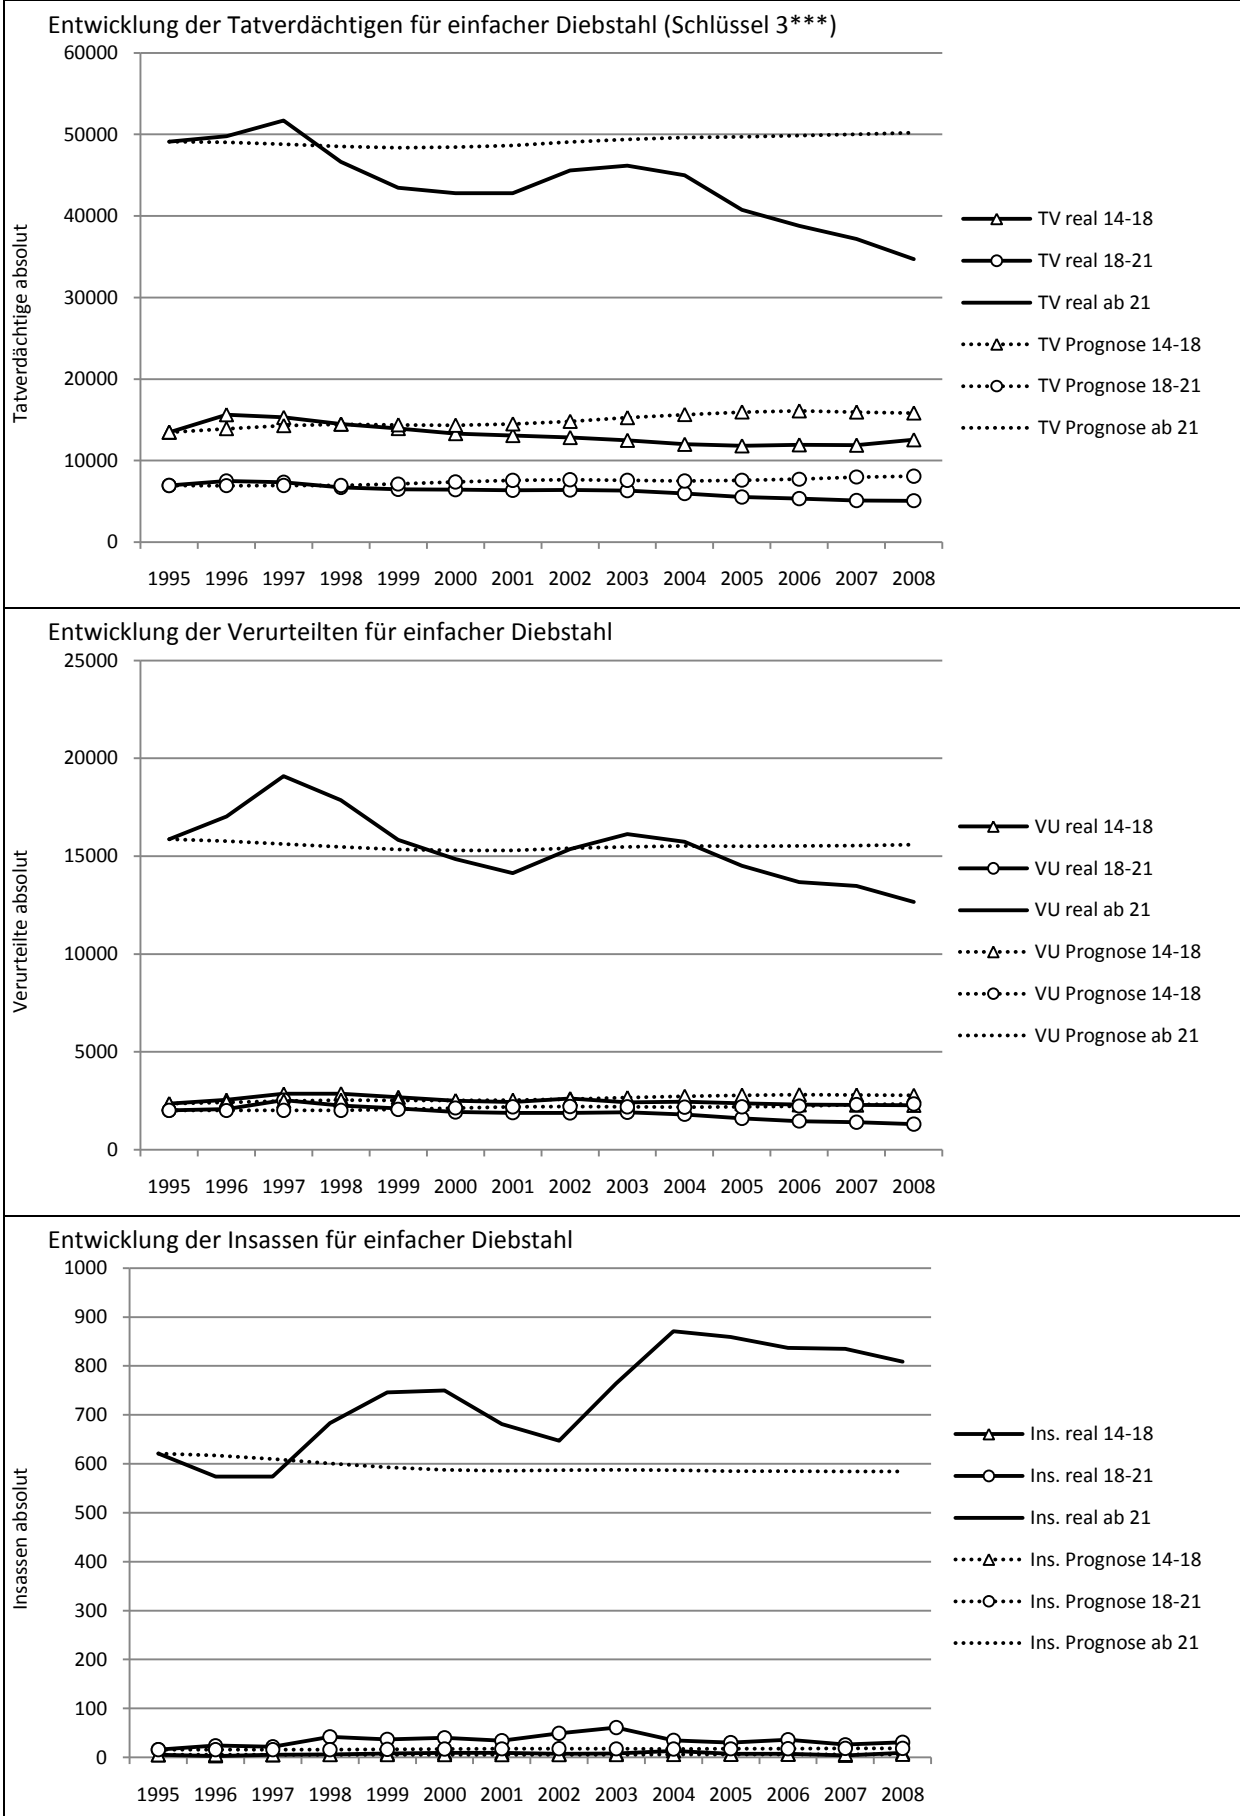 Entwicklung der Tatverdächtigen für einfacher Diebstahl (Schlüssel 3***)
60000
50000
40000
30000
20000
10000
0
Tatverdächtige absolut
1995 1996 1997 1998 1999 2000 2001 2002 2003 2004 2005 2006 2007 2008
TV real 14-18
TV real 18-21
TV real ab 21
TV Prognose 14-18
TV Prognose 18-21
TV Prognose ab 21
Entwicklung der Verurteilten für einfacher Diebstahl
25000
20000
15000
10000
5000
0
Verurteilte absolut
1995 1996 1997 1998 1999 2000 2001 2002 2003 2004 2005 2006 2007 2008
VU real 14-18
VU real 18-21
VU real ab 21
VU Prognose 14-18
VU Prognose 14-18
VU Prognose ab 21
Entwicklung der Insassen für einfacher Diebstahl
1000
900
800
700
600
500
400
300
200
100
0
Insassen absolut
1995 1996 1997 1998 1999 2000 2001 2002 2003 2004 2005 2006 2007 2008
Ins. real 14-18
Ins. real 18-21
Ins. real ab 21
Ins. Prognose 14-18
Ins. Prognose 18-21
Ins. Prognose ab 21